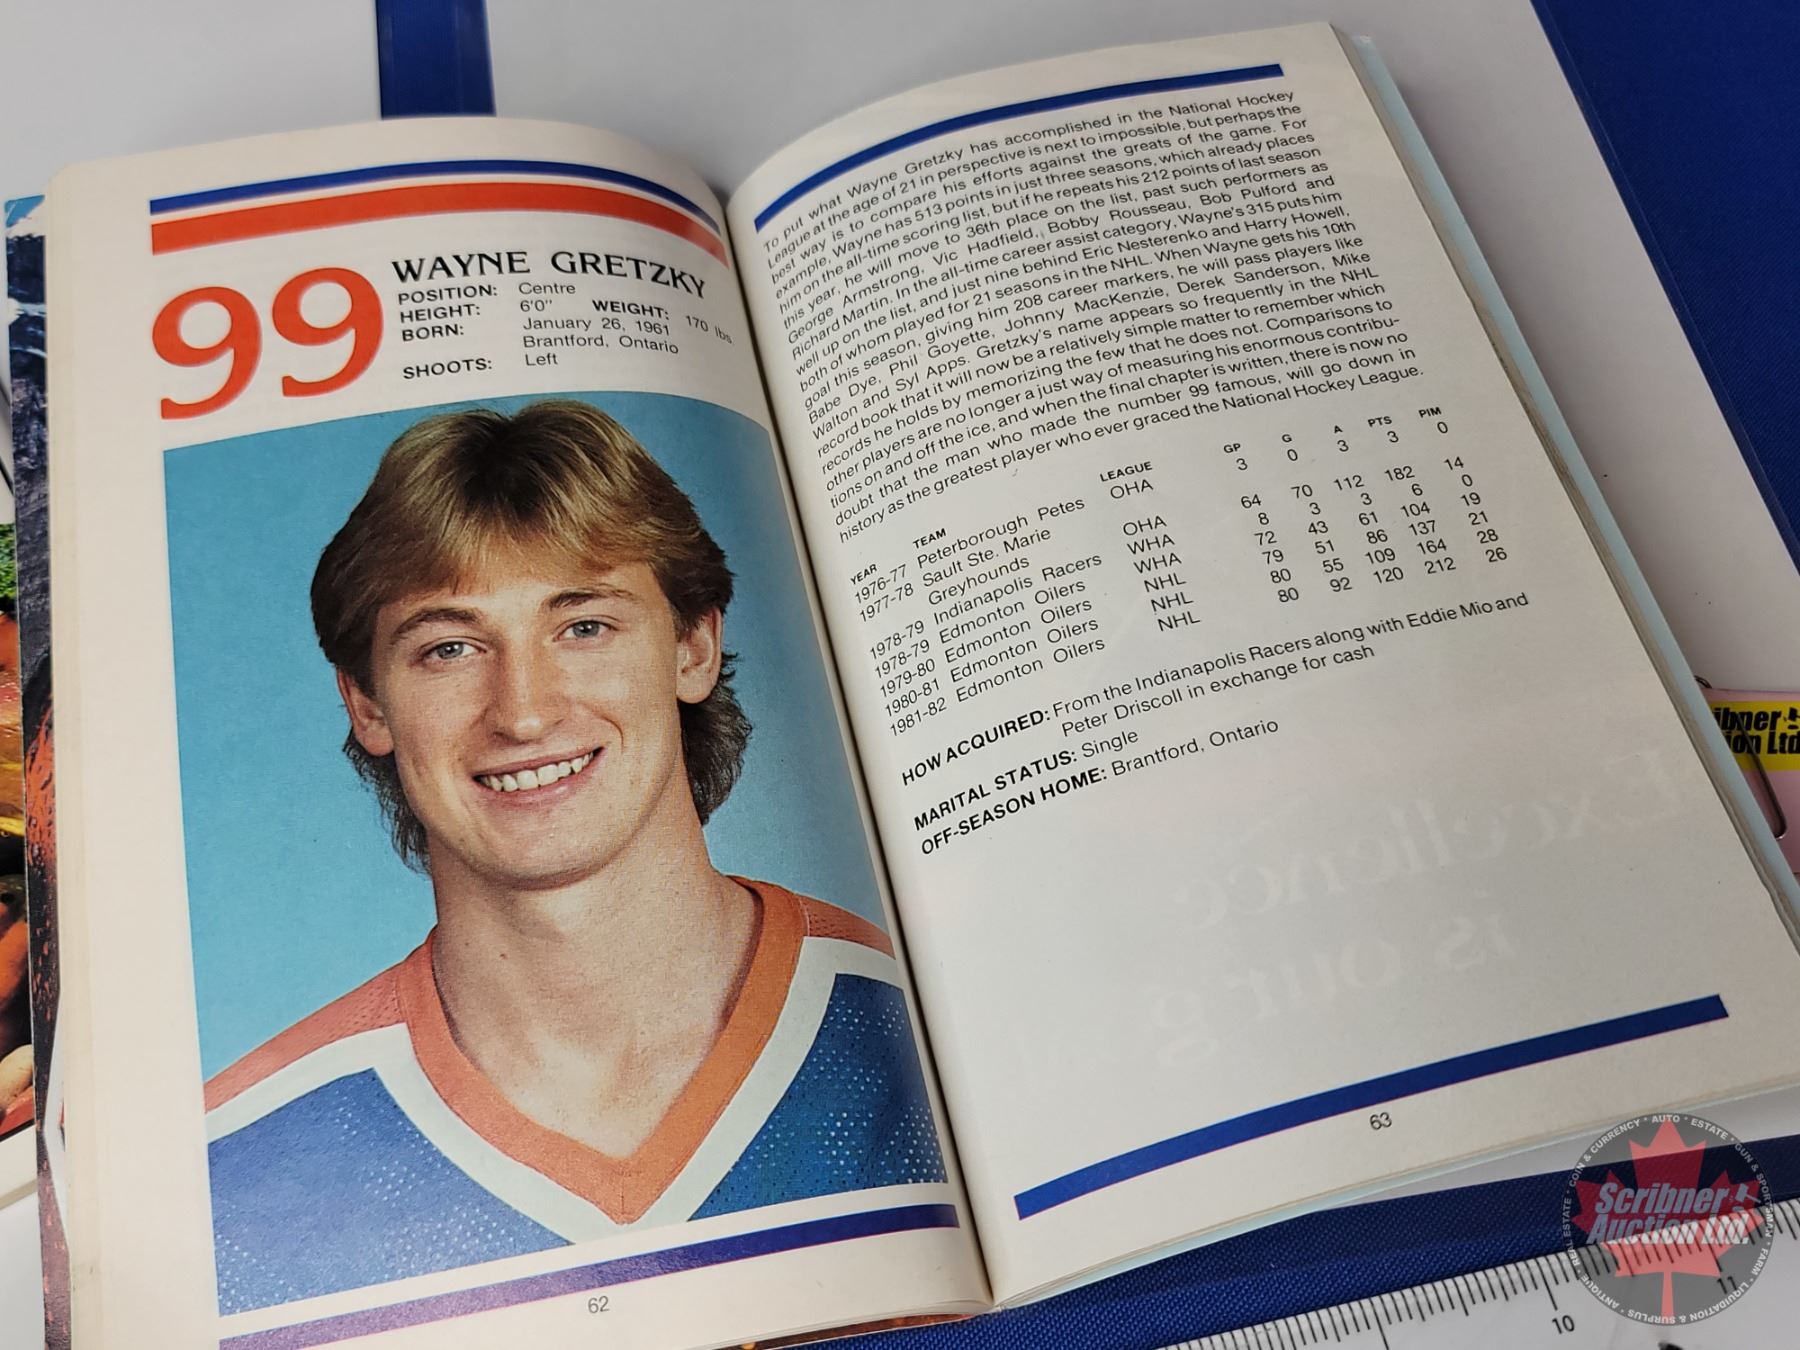 99
WAYNE GRETZKY
POSITION: Centre
HEIGHT: 6'0" WEIGHT: 170 lbs.
BORN: January 26, 1961
Brantford, Ontario
SHOOTS: Left
62
To put what Wayne Gretzky has accomplished in the National Hockey
League at the age of 21 in perspective is next to impossible, but perhaps the
best way is to compare his efforts against the greats of the game. For
example, Wayne has 513 points in just three seasons, which already places
him on the all-time scoring list, but if he repeats his 212 points of last season
this year, he will move to 36th place on the list, past such performers as
George Armstrong, Vic Hadfield, Bobby Rousseau, Bob Pulford and
Richard Martin. In the all-time career assist category, Wayne's 315 puts him
well up on the list, and just nine behind Eric Nesterenko and Harry Howell,
both of whom played for 21 seasons in the NHL. When Wayne gets his 10th
goal this season, giving him 208 career markers, he will pass players like
Babe Dye, Phil Goyette, Johnny MacKenzie, Derek Sanderson, Mike
Walton and Syl Apps. Gretzky's name appears so frequently in the NHL
record book that it will now be a relatively simple matter to remember which
records he holds by memorizing the few that he does not. Comparisons to
other players are no longer a just way of measuring his enormous contribu-
tions on and off the ice, and when the final chapter is written, there is now no
doubt that the man who made the number 99 famous, will go down in
history as the greatest player who ever graced the National Hockey League.
YEAR TEAM LEAGUE GP G A PTS PIM
1976-77 Peterborough Petes OHA 3 0 3 3 0
1977-78 Sault Ste. Marie
Greyhounds OHA 64 70 112 182 14
1978-79 Indianapolis Racers WHA 8 3 3 6 0
1978-79 Edmonton Oilers WHA 72 43 61 104 19
1979-80 Edmonton Oilers NHL 79 51 86 137 21
1980-81 Edmonton Oilers NHL 80 55 109 164 28
1981-82 Edmonton Oilers NHL 80 92 120 212 26
HOW ACQUIRED: From the Indianapolis Racers along with Eddie Mio and
Peter Driscoll in exchange for cash
MARITAL STATUS: Single
OFF-SEASON HOME: Brantford, Ontario
63
ibner
ion Ltd
COIN & CURRENCY • AUTO • ESTATE • GUN & SPORTSMAN • FARM • LIQUIDATION & SURPLUS • ANTIQUE • REAL ESTATE
Scribner
Auction Ltd.
10
11